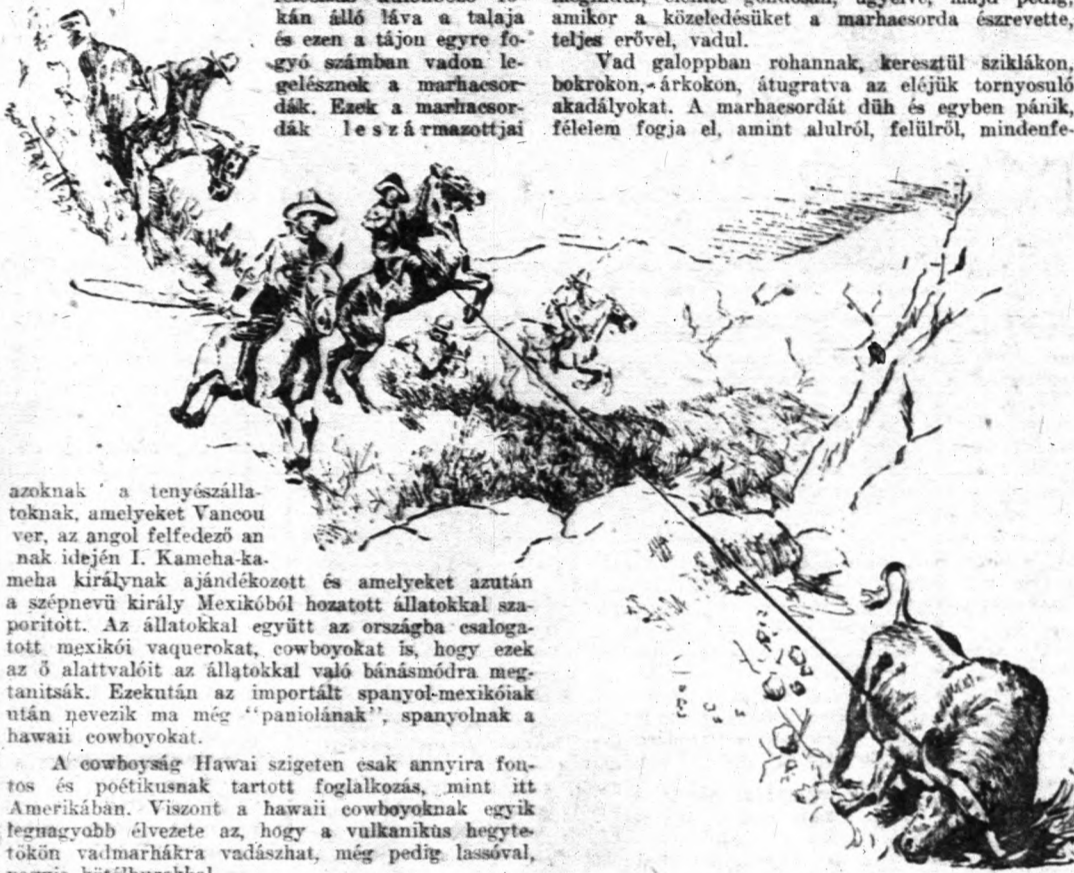 kán álló láva a talaja
és ezen a tájon egyre fo-
gyó számban vadon le-
gelésznek a marhacsor-
dák. Ezek a marhacsor-
dák leszármazottjai
azoknak a tenyészálla-
toknak, amelyeket Vancou
ver, az angol felfedező an
nak idején I. Kameha-ka-
meha királynak ajándékozott és amelyeket azután
a szépnevü király Mexikóból hozatott állatokkal sza-
poritott. Az állatokkal együtt az országba csaloga-
tott mexikói vaquerokat, cowboyokat is, hogy ezek
az ő alattvalóit az állatokkal való bánásmódra meg-
tanitsák. Ezekután az importált spanyol-mexikóiak
után nevezik ma még “paniolának”, spanyolnak a
hawaii cowboyokat.
A cowboyság Hawai szigeten csak annyira fon-
tos és poétikusnak tartott foglalkozás, mint itt
Amerikában. Viszont a hawaii cowboyoknak egyik
legnagyobb élvezete az, hogy a vulkanikus hegyte-
tökön vadmarhákra vadászhat, még pedig lassóval,
amikor a közeledésüket a marhacsorda észrevette,
teljes erővel, vadul.
Vad galoppban rohannak, keresztül sziklákon,
bokrokon, árkokon, átugratva az eléjük tornyosuló
akadályokat. A marhacsordát düh és egyben pánik,
félelem fogja el, amint alulról, felülről, mindenfe-